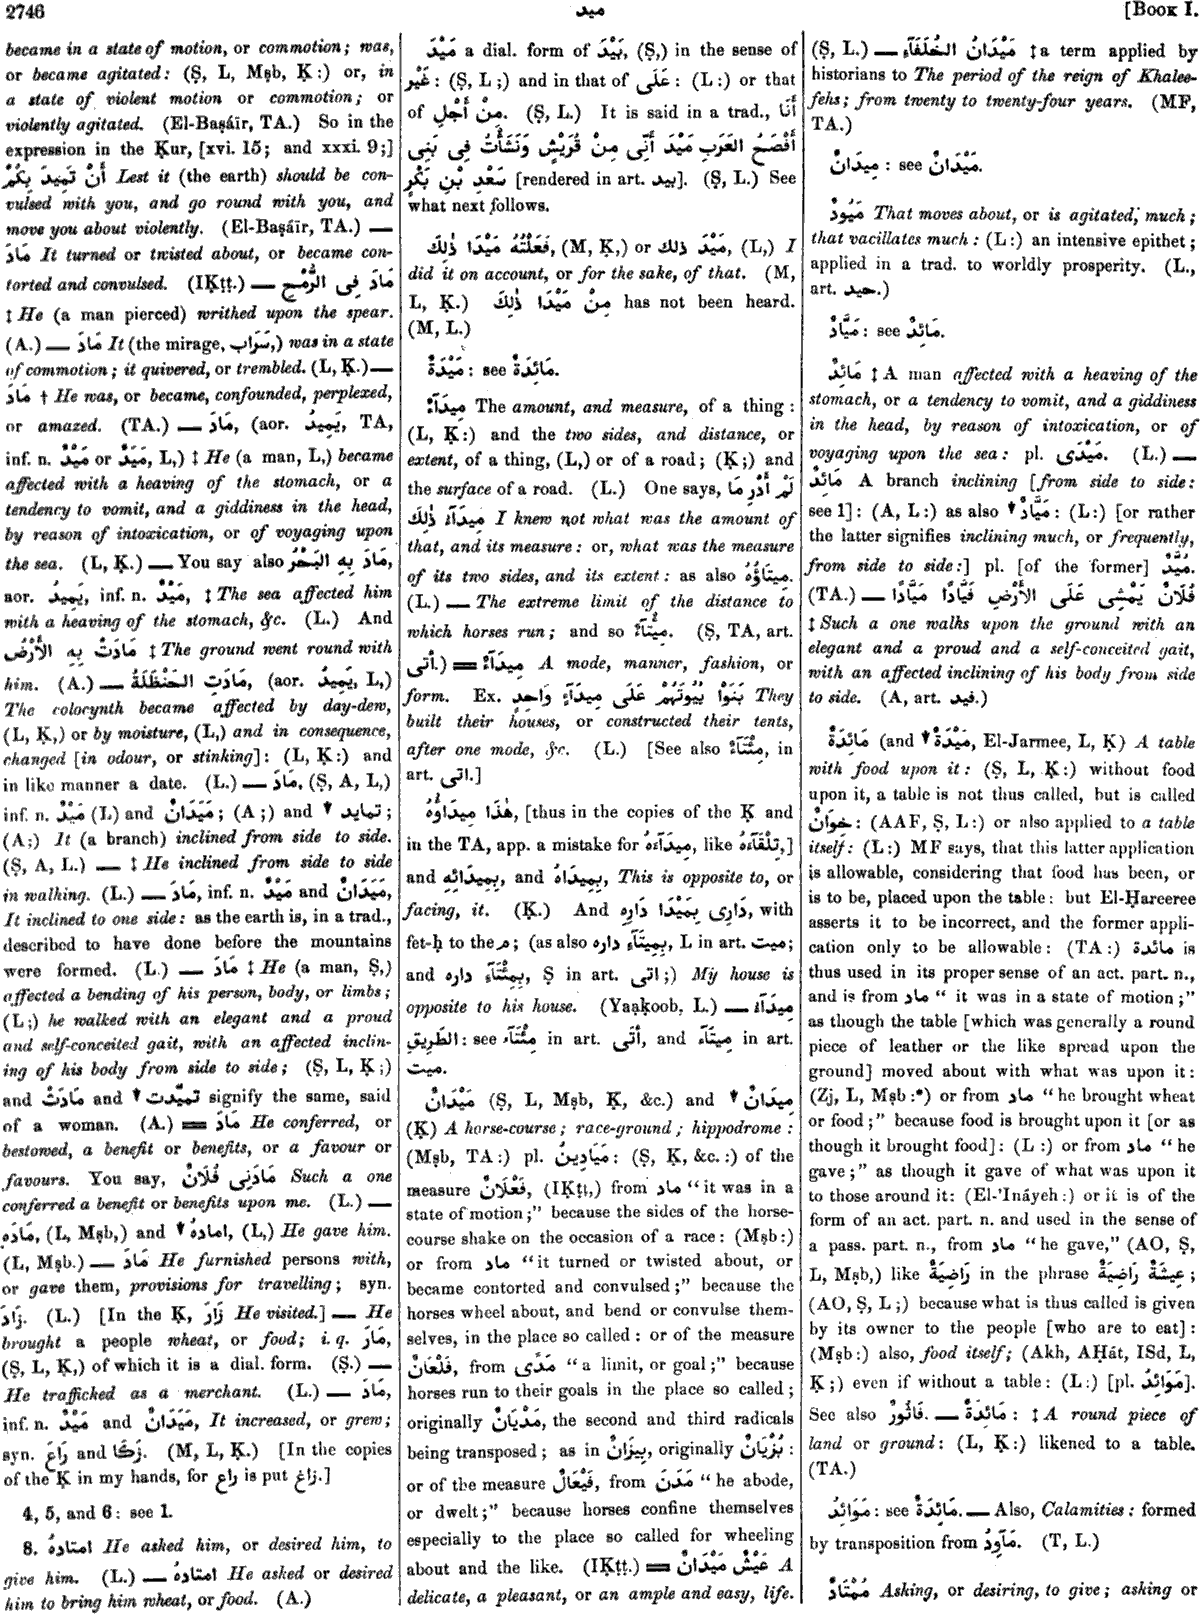 2746
ميد
[BOOK I.
became in a state of motion, or commotion; was,
or became agitated: (Ṣ, L, Mṣb, Ḳ:) or, in
a state of violent motion or commotion; or
violently agitated. (El-Baṣáïr, TA.) So in the
expression in the Ḳur, [xvi. 15; and xxxi. 9;]
أَنْ تَمِيدَ بِكُمْ Lest it (the earth) should be con-
vulsed with you, and go round with you, and
move you about violently. (El-Baṣáïr, TA.) —
مَادَ It turned or twisted about, or became con-
torted and convulsed. (IḲṭṭ.) — مَادَ فِى الرُّمْحِ
‡ He (a man pierced) writhed upon the spear.
(A.) — مَادَ It (the mirage, سَرَاب,) was in a state
of commotion; it quivered, or trembled. (L, Ḳ.) —
مَادَ † He was, or became, confounded, perplexed,
or amazed. (TA.) — مَادَ, (aor. يَمِيدُ, TA,
inf. n. مَيْدٌ or مَيَدٌ, L,) ‡ He (a man, L,) became
affected with a heaving of the stomach, or a
tendency to vomit, and a giddiness in the head,
by reason of intoxication, or of voyaging upon
the sea. (L, Ḳ.) — You say also مَادَ بِهِ البَحْرُ,
aor. يَمِيدُ, inf. n. مَيْدٌ, ‡ The sea affected him
with a heaving of the stomach, &c. (L.) And
مَادَتْ بِهِ الأَرْضُ ‡ The ground went round with
him. (A.) — مَادَتِ الحَنْظَلَةُ, (aor. يَمِيدُ, L,)
The colocynth became affected by day-dew,
(L, Ḳ,) or by moisture, (L,) and in consequence,
changed [in odour, or stinking]: (L, Ḳ:) and
in like manner a date. (L.) — مَادَ, (Ṣ, A, L,)
inf. n. مَيْدٌ (L) and مَيَدَانٌ; (A;) and ▼ تمايد;
(A;) It (a branch) inclined from side to side.
(Ṣ, A, L.) — ‡ He inclined from side to side
in walking. (L.) — مَادَ, inf. n. مَيْدٌ and مَيَدَانٌ,
It inclined to one side: as the earth is, in a trad.,
described to have done before the mountains
were formed. (L.) — مَادَ ‡ He (a man, Ṣ,)
affected a bending of his person, body, or limbs;
(L;) he walked with an elegant and a proud
and self-conceited gait, with an affected inclin-
ing of his body from side to side; (Ṣ, L, Ḳ;)
and مَادَتْ and ▼ تميّدت signify the same, said
of a woman. (A.) = مَادَ He conferred, or
bestowed, a benefit or benefits, or a favour or
favours. You say, مَادَنِى فُلَانٌ Such a one
conferred a benefit or benefits upon me. (L.) —
مَادَه, (L, Mṣb,) and ▼ امادهُ, (L,) He gave him.
(L, Mṣb.) — مَادَ He furnished persons with,
or gave them, provisions for travelling; syn.
زَادَ. (L.) [In the Ḳ, زَارَ He visited.] — He
brought a people wheat, or food; i. q. مَارَ,
(Ṣ, L, Ḳ,) of which it is a dial. form. (Ṣ.) —
He trafficked as a merchant. (L.) — مَادَ,
inf. n. مَيْدٌ and مَيَدَانٌ, It increased, or grew;
syn. رَاعَ and زَكَا. (M, L, Ḳ.) [In the copies
of the Ḳ in my hands, for راع is put زاغ.]
4, 5, and 6: see 1.
8. امتادهُ He asked him, or desired him, to
give him. (L.) — امتادهُ He asked or desired
him to bring him wheat, or food. (A.)
مَيْدَ a dial. form of بَيْدَ, (Ṣ,) in the sense of
غَيْر: (Ṣ, L;) and in that of عَلَى: (L:) or that
of مِنْ أَجْلِ. (Ṣ, L.) It is said in a trad., أَنَا
أَفْصَحُ العَرَبِ مَيْدَ أَنِّى مِنْ قُرَيْشٍ وَنَشَأْتُ فِى بَنِى
سَعْدِ بْنِ بَكْرٍ [rendered in art. بيد]. (Ṣ, L.) See
what next follows.
فَعَلْتُهُ مَيْدَا ذٰلِكَ, (M, Ḳ,) or مَيْدَ ذلك, (L,) I
did it on account, or for the sake, of that. (M,
L, Ḳ.) مِنْ مَيْدَا ذٰلِكَ has not been heard.
(M, L.)
مَيْدَةٌ: see مَائِدَةٌ.
مِيدَآءٌ The amount, and measure, of a thing:
(L, Ḳ:) and the two sides, and distance, or
extent, of a thing, (L,) or of a road; (Ḳ;) and
the surface of a road. (L.) One says, لَمْ أَدْرِ مَا
مِيدَآءُ ذٰلِكَ I knew not what was the amount of
that, and its measure: or, what was the measure
of its two sides, and its extent: as also مِيتَاؤُهُ.
(L.) — The extreme limit of the distance to
which horses run; and so مِيتَآءٌ. (Ṣ, TA, art.
أتى.) = مِيدَآءٌ A mode, manner, fashion, or
form. Ex. بَنَوْا بُيُوتَهُمْ عَلَى مِيدَآءٍ وَاحِدٍ They
built their houses, or constructed their tents,
after one mode, &c. (L.) [See also مِئْتَآءٌ, in
art. اتى.]
هٰذَا مِيدَاوُهُ, [thus in the copies of the Ḳ and
in the TA, app. a mistake for مِيدَآءَهُ, like تِلْقَآءَهُ,]
and بِمِيدَائِهِ, and بِمِيدَاهُ, This is opposite to, or
facing, it. (Ḳ.) And دَارِى بِمَيْدَا دَارِهِ, with
fet-ḥ to the م; (as also بِمِيتَآءِ داره, L in art. ميت;
and بِمِئْتَآءِ داره, Ṣ in art. اتى;) My house is
opposite to his house. (Yaaḳoob, L.) — مِيدَآءُ
الطَّرِيقِ: see مِئْتَآء in art. أَتَى, and مِيتَآء in art.
ميت.
مَيْدَانٌ (Ṣ, L, Mṣb, Ḳ, &c.) and ▼ مِيدَانٌ
(Ḳ) A horse-course; race-ground; hippodrome:
(Mṣb, TA:) pl. مَيَادِينُ: (Ṣ, Ḳ, &c.:) of the
measure فَعْلَانٌ, (IḲṭṭ,) from ماد “it was in a
state of motion;” because the sides of the horse-
course shake on the occasion of a race: (Mṣb:)
or from ماد “it turned or twisted about, or
became contorted and convulsed;” because the
horses wheel about, and bend or convulse them-
selves, in the place so called: or of the measure
فَلْعَانٌ, from مَدًى “a limit, or goal;” because
horses run to their goals in the place so called;
originally مَدْيَانٌ, the second and third radicals
being transposed; as in بِيزَانٌ, originally بُزْيَانٌ:
or of the measure فَيْعَالٌ, from مَدَنَ “he abode,
or dwelt;” because horses confine themselves
especially to the place so called for wheeling
about and the like. (IḲṭṭ.) = عَيْشٌ مَيْدَانٌ A
delicate, a pleasant, or an ample and easy, life.
(Ṣ, L.) — مَيْدَانُ الخُلَفَآءِ ‡ a term applied by
historians to The period of the reign of Khalee-
fehs; from twenty to twenty-four years. (MF,
TA.)
مِيدَانٌ: see مَيْدَانٌ.
مَيُودٌ That moves about, or is agitated, much;
that vacillates much: (L:) an intensive epithet;
applied in a trad. to worldly prosperity. (L,
art. حيد.)
مَيَّادٌ: see مَائِدٌ.
مَائِدٌ ‡ A man affected with a heaving of the
stomach, or a tendency to vomit, and a giddiness
in the head, by reason of intoxication, or of
voyaging upon the sea: pl. مَيْدَى. (L.) —
مَائِدٌ A branch inclining [from side to side:
see 1]: (A, L:) as also ▼ مَيَّادٌ: (L:) [or rather
the latter signifies inclining much, or frequently,
from side to side:] pl. [of the former] مُيَّدٌ.
(TA.) — فُلَانٌ يَمْشِى عَلَى الأَرْضِ فَيَّادًا مَيَّادًا
‡ Such a one walks upon the ground with an
elegant and a proud and a self-conceited gait,
with an affected inclining of his body from side
to side. (A, art. فيد.)
مَائِدَةٌ (and ▼ مَيْدَةٌ, El-Jarmee, L, Ḳ) A table
with food upon it: (Ṣ, L, Ḳ:) without food
upon it, a table is not thus called, but is called
خِوَانٌ: (AAF, Ṣ, L:) or also applied to a table
itself: (L:) MF says, that this latter application
is allowable, considering that food has been, or
is to be, placed upon the table: but El-Ḥareeree
asserts it to be incorrect, and the former appli-
cation only to be allowable: (TA:) مائدة is
thus used in its proper sense of an act. part. n.,
and is from ماد “it was in a state of motion;”
as though the table [which was generally a round
piece of leather or the like spread upon the
ground] moved about with what was upon it:
(Zj, L, Mṣb:*) or from ماد “he brought wheat
or food;” because food is brought upon it [or as
though it brought food]: (L:) or from ماد “he
gave;” as though it gave of what was upon it
to those around it: (El-'Ináyeh:) or it is of the
form of an act. part. n. and used in the sense of
a pass. part. n., from ماد “he gave,” (AO, Ṣ,
L, Mṣb,) like رَاضِيَةٌ in the phrase عِيشَةٌ رَاضِيَةٌ;
(AO, Ṣ, L;) because what is thus called is given
by its owner to the people [who are to eat]:
(Mṣb:) also, food itself; (Akh, AḤát, ISd, L,
Ḳ;) even if without a table: (L:) [pl. مَوَائِدُ].
See also فَاثُورٌ. — مَائِدَةٌ: ‡ A round piece of
land or ground: (L, Ḳ:) likened to a table.
(TA.)
مَوَائِدُ: see مَائِدَةٌ. — Also, Calamities: formed
by transposition from مَآوِدُ. (T, L.)
مُمْتَادٌ Asking, or desiring, to give; asking or